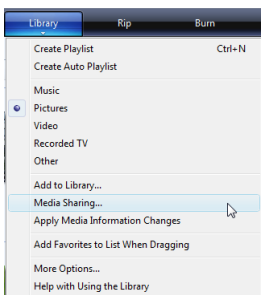 Library Rip Burn
Create Playlist Ctrl+N
Create Auto Playlist
Music
Pictures
Video
Recorded TV
Other
Add to Library...
Media Sharing...
Apply Media Information Changes
Add Favorites to List When Dragging
More Options...
Help with Using the Library